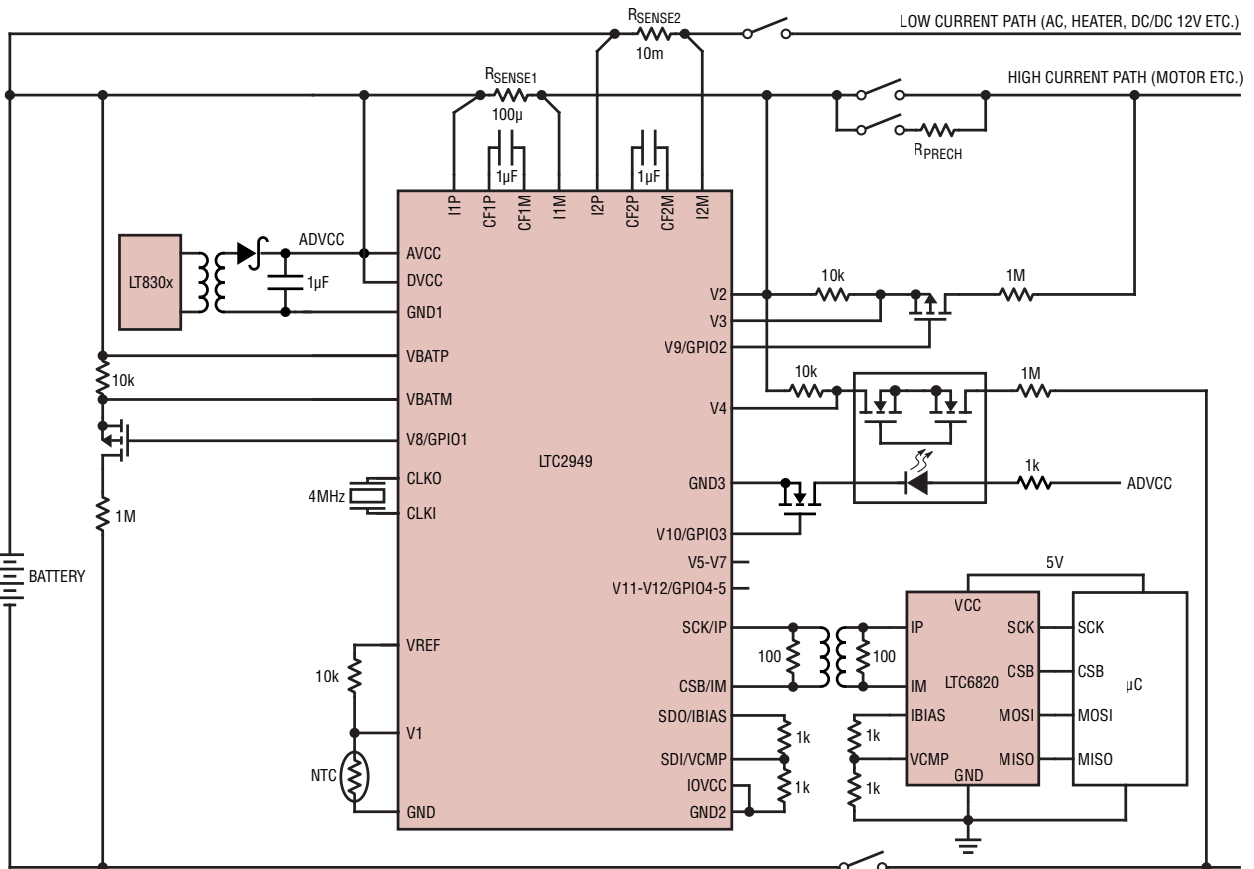 RSENSE2
10m
LOW CURRENT PATH (AC, HEATER, DC/DC 12V ETC.)
RSENSE1
100µ
HIGH CURRENT PATH (MOTOR ETC.)
RPRECH
1µF
1µF
I1P
CF1P
CF1M
I1M
I2P
CF2P
CF2M
I2M
LT830x
ADVCC
1µF
AVCC
DVCC
GND1
VBATP
10k
VBATM
V8/GPIO1
CLKO
4MHz
CLKI
1M
BATTERY
VREF
10k
V1
NTC
GND
LTC2949
V2
10k
1M
V3
V9/GPIO2
10k
1M
V4
GND3
1k
ADVCC
V10/GPIO3
V5-V7
V11-V12/GPIO4-5
5V
SCK/IP
100
100
CSB/IM
SDO/IBIAS
1k
SDI/VCMP
1k
IOVCC
GND2
VCC
IP
SCK
IM
CSB
LTC6820
IBIAS
MOSI
VCMP
MISO
GND
1k
1k
SCK
CSB
µC
MOSI
MISO